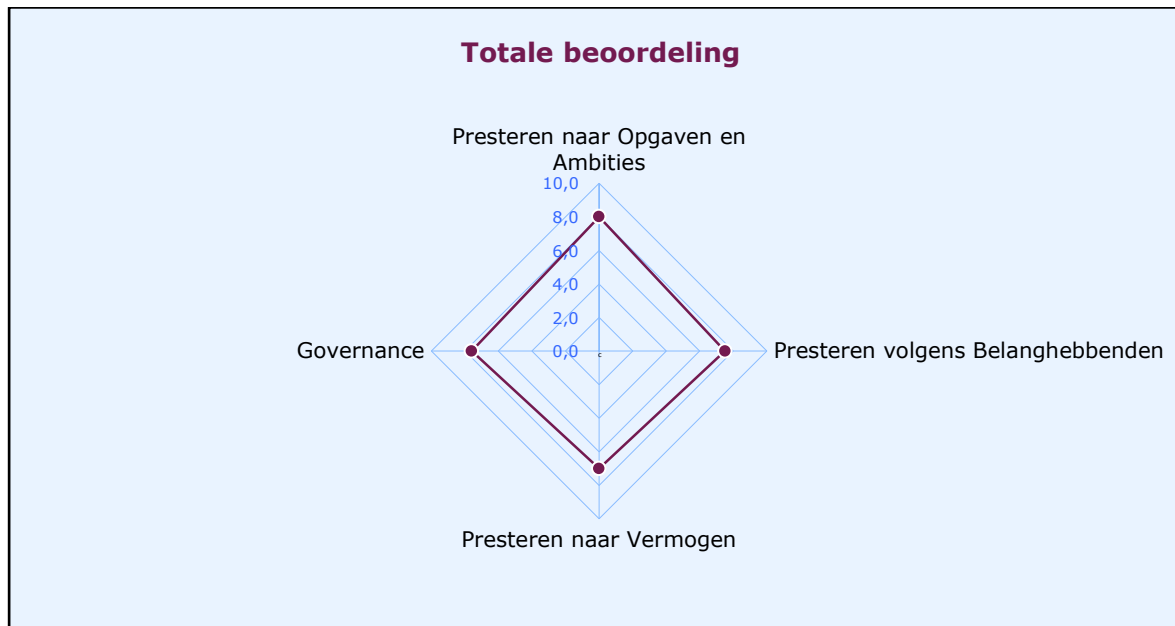 Totale beoordeling
Presteren naar Opgaven en
Ambities
10,0
8,0
6,0
4,0
2,0
0,0
c
Governance
Presteren volgens Belanghebbenden
Presteren naar Vermogen